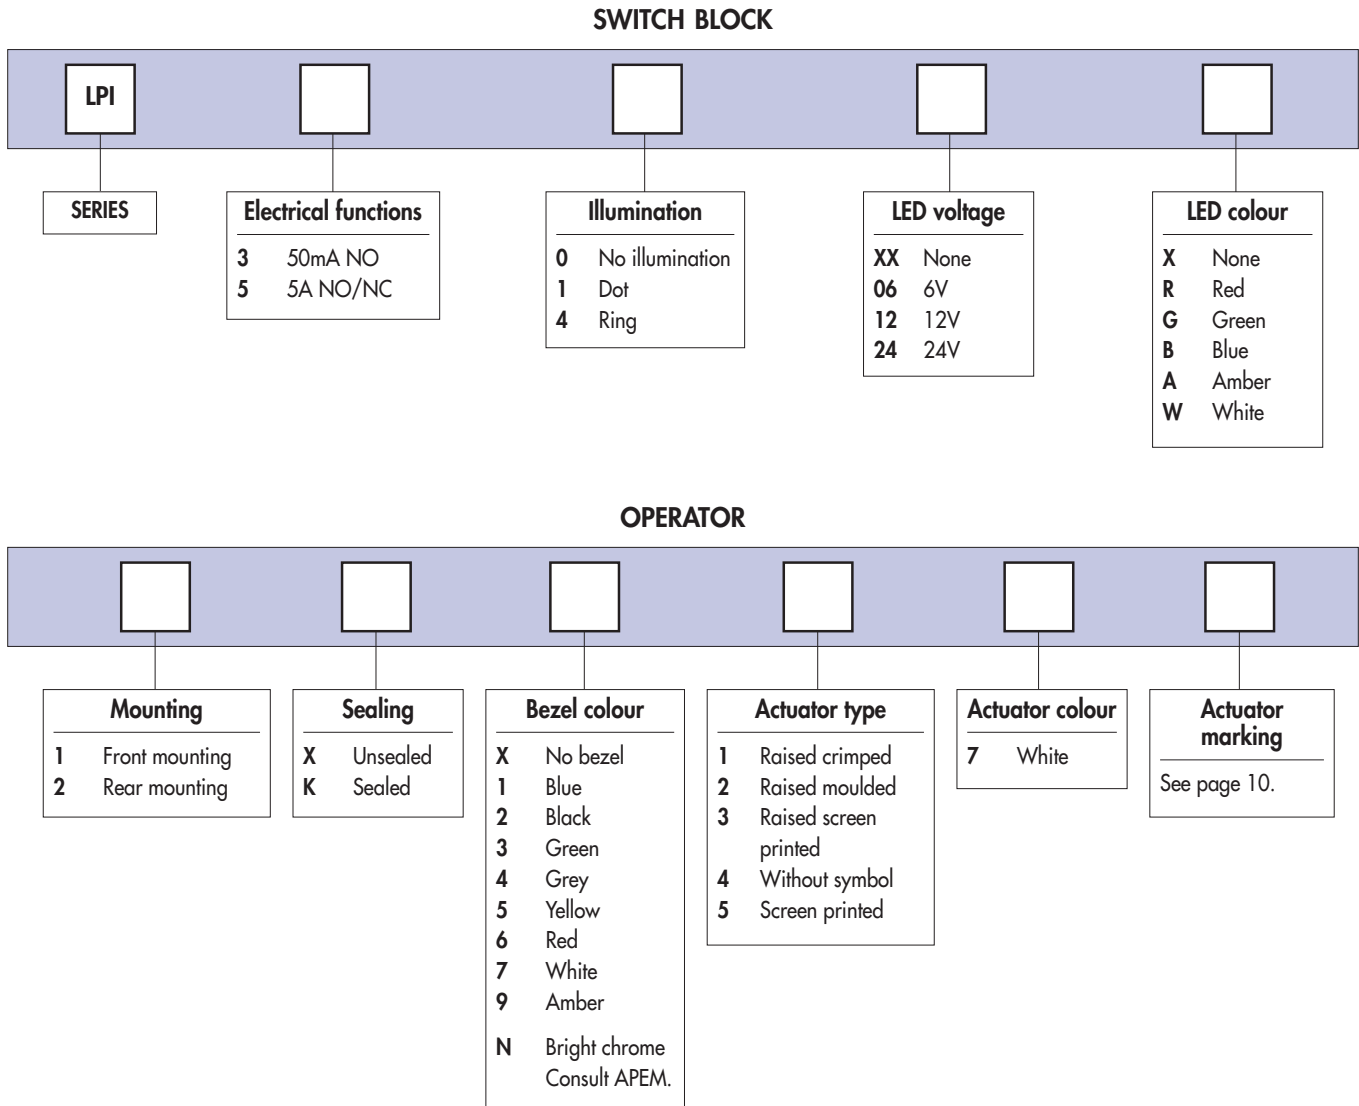 SWITCH BLOCK
LPI
SERIES
Electrical functions
3 50mA NO
5 5A NO/NC
Illumination
0 No illumination
1 Dot
4 Ring
LED voltage
XX None
06 6V
12 12V
24 24V
LED colour
X None
R Red
G Green
B Blue
A Amber
W White
OPERATOR
Mounting
1 Front mounting
2 Rear mounting
Sealing
X Unsealed
K Sealed
Bezel colour
X No bezel
1 Blue
2 Black
3 Green
4 Grey
5 Yellow
6 Red
7 White
9 Amber
N Bright chrome
Consult APEM.
Actuator type
1 Raised crimped
2 Raised moulded
3 Raised screen
printed
4 Without symbol
5 Screen printed
Actuator colour
7 White
Actuator
marking
See page 10.